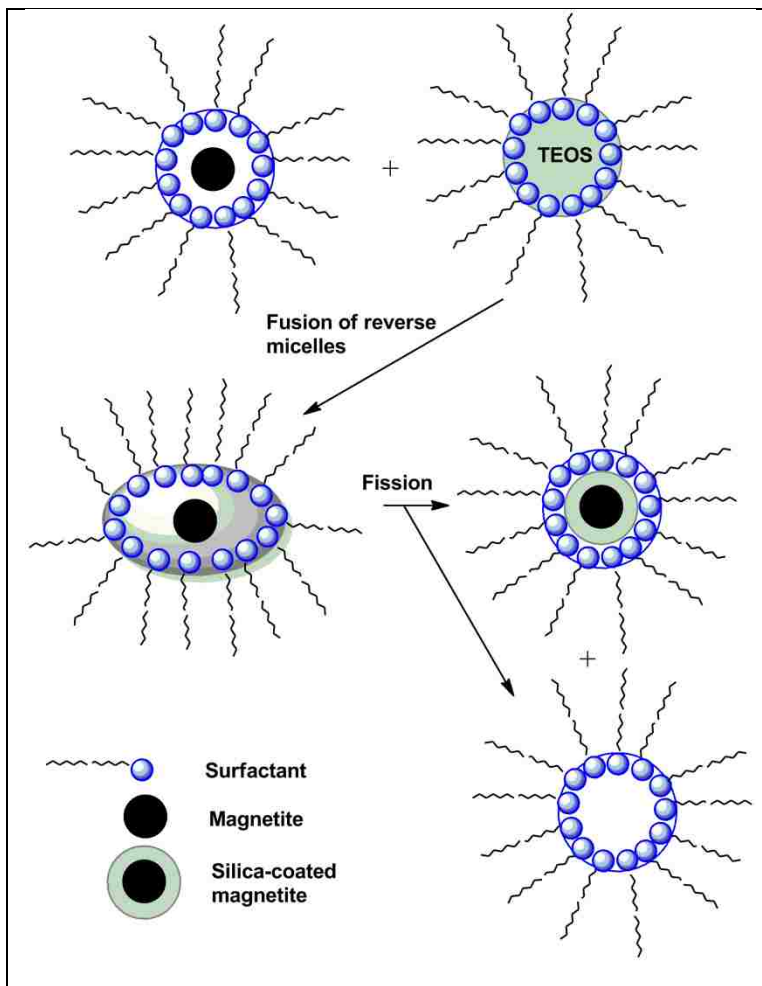 +
TEOS
Fusion of reverse
micelles
Fission
+
Surfactant
Magnetite
Silica-coated
magnetite